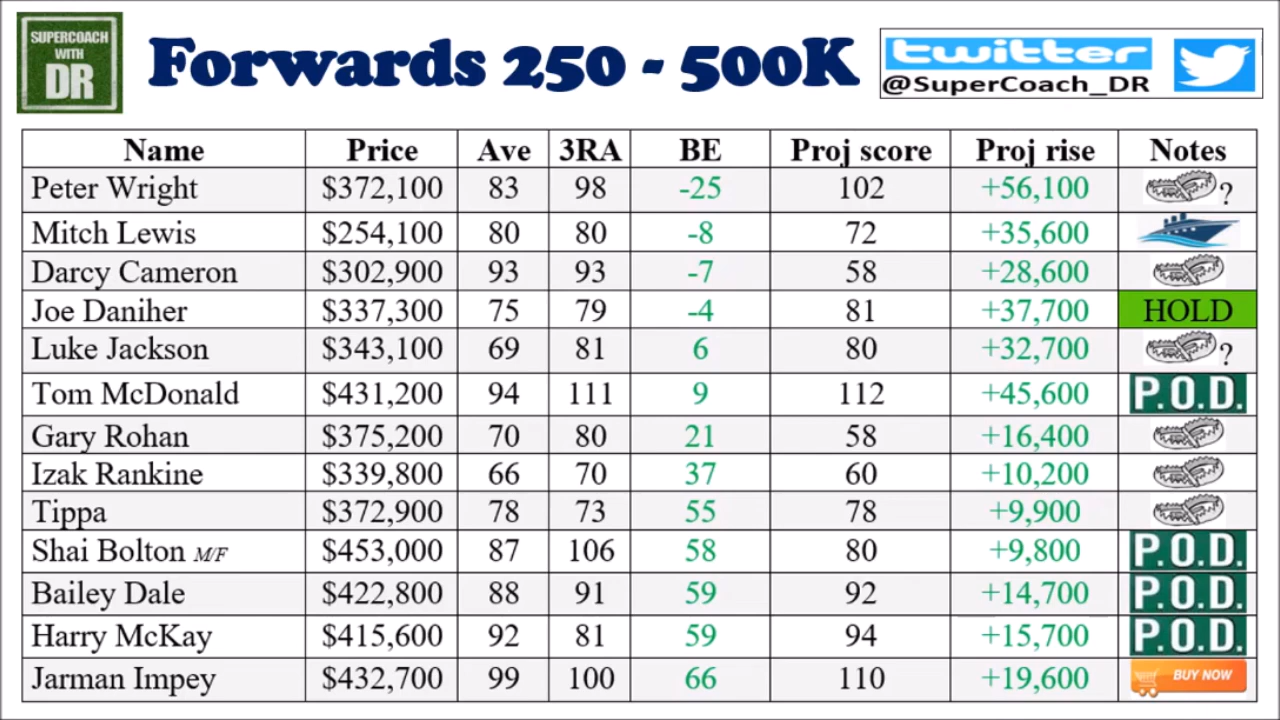 SUPERCOACH
WITH
DR
Forwards 250 - 500K
twitter
@SuperCoach_DR
Name Price Ave 3RA BE Proj score Proj rise Notes
Peter Wright $372,100 83 98 -25 102 +56,100 ?
Mitch Lewis $254,100 80 80 -8 72 +35,600
Darcy Cameron $302,900 93 93 -7 58 +28,600
Joe Daniher $337,300 75 79 -4 81 +37,700 HOLD
Luke Jackson $343,100 69 81 6 80 +32,700 ?
Tom McDonald $431,200 94 111 9 112 +45,600 P.O.D.
Gary Rohan $375,200 70 80 21 58 +16,400
Izak Rankine $339,800 66 70 37 60 +10,200
Tippa $372,900 78 73 55 78 +9,900
Shai Bolton M/F $453,000 87 106 58 80 +9,800 P.O.D.
Bailey Dale $422,800 88 91 59 92 +14,700 P.O.D.
Harry McKay $415,600 92 81 59 94 +15,700 P.O.D.
Jarman Impey $432,700 99 100 66 110 +19,600 BUY NOW